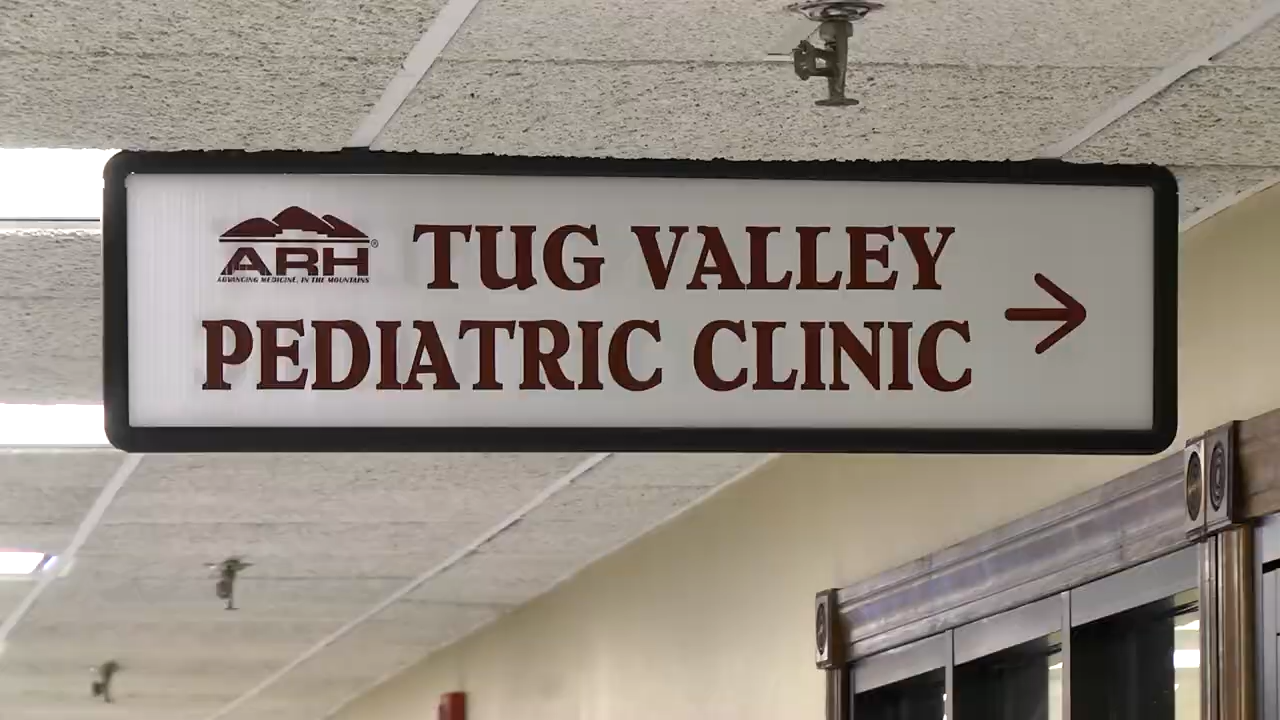 ARH®
ADVANCING MEDICINE, IN THE MOUNTAINS
TUG VALLEY
PEDIATRIC CLINIC